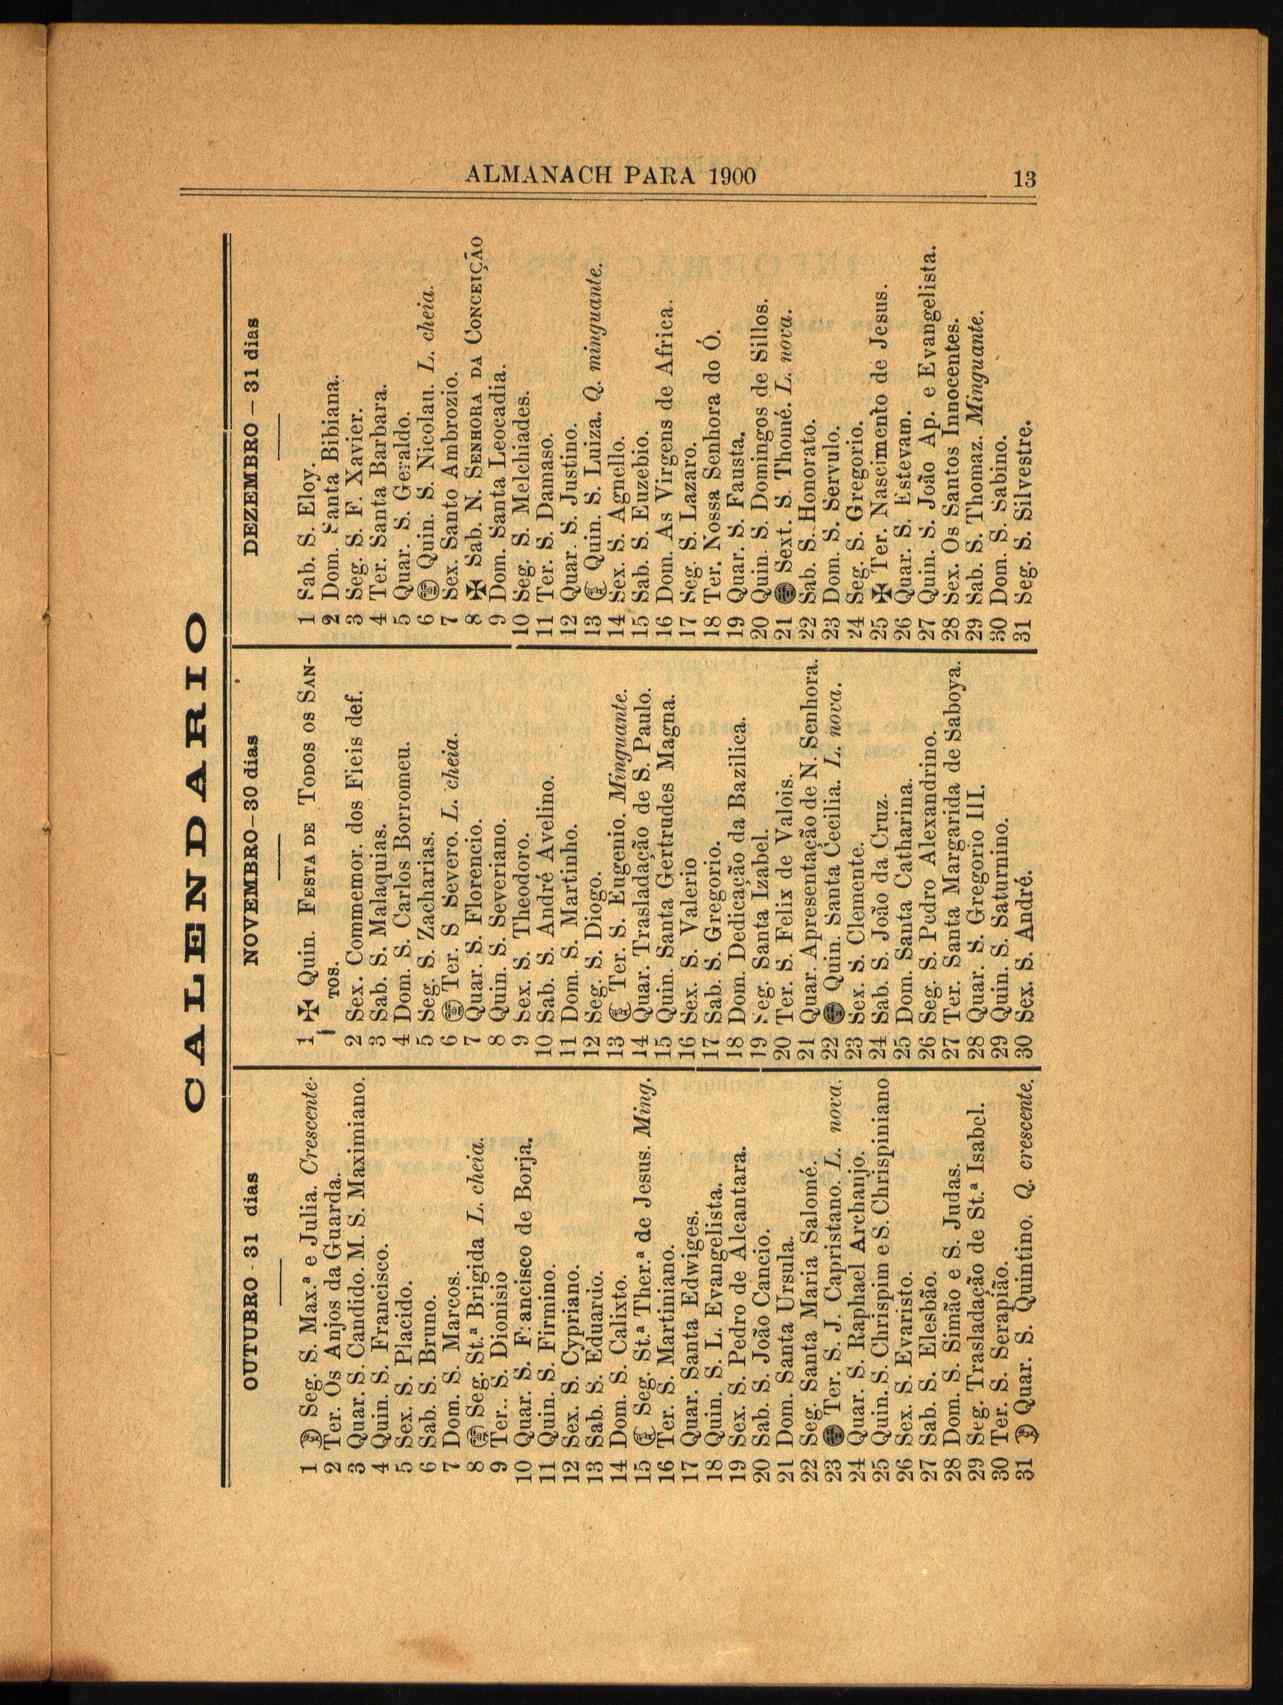 ALMANACH PARA 1900 13
CALENDARIO
OUTUBRO - 31 dias
1 Seg. S. Max.ª e Julia. Crescente.
2 Ter. Os Anjos da Guarda.
3 Quar. S. Candido. M. S. Maximiano.
4 Quin. S. Francisco.
5 Sex. S. Placido.
6 Sab. S. Bruno.
7 Dom. S. Marcos.
8 Seg. St.ª Brigida L. cheia.
9 Ter.. S. Dionisio
10 Quar. S. Francisco de Borja.
11 Quin. S. Firmino.
12 Sex. S. Cypriano.
13 Sab. S. Eduardo.
14 Dom. S. Calixto.
15 Seg. St.ª Ther.ª de Jesus. Ming.
16 Ter. S. Martiniano.
17 Quar. Santa Edwiges.
18 Quin. S. L. Evangelista.
19 Sex. S. Pedro de Alcantara.
20 Sab. S. João Cancio.
21 Dom. Santa Ursula.
22 Seg. Santa Maria Salomé.
23 Ter. S. J. Capristano. L. nova.
24 Quar. S. Raphael Archanjo.
25 Quin. S. Chrispim e S. Chrispiniano
26 Sex. S. Evaristo.
27 Sab. S. Elesbão.
28 Dom. S. Simão e S. Judas.
29 Seg. Trasladação de St.ª Isabel.
30 Ter. S. Serapião.
31 Quar. S. Quintino. Q. crescente.
NOVEMBRO—30 dias
1 ✠ Quin. FESTA DE TODOS OS SAN-
TOS.
2 Sex. Commemor. dos Fieis def.
3 Sab. S. Malaquias.
4 Dom. S. Carlos Borromeu.
5 Seg. S. Zacharias.
6 Ter. S Severo. L. cheia.
7 Quar. S. Florencio.
8 Quin. S. Severiano.
9 Sex. S. Theodoro.
10 Sab. S. André Avelino.
11 Dom. S. Martinho.
12 Seg. S. Diogo.
13 Ter. S. Eugenio. Minguante.
14 Quar. Trasladação de S. Paulo.
15 Quin. Santa Gertrudes Magna.
16 Sex. S. Valerio
17 Sab. S. Gregorio.
18 Dom. Dedicação da Bazilica.
19 Seg. Santa Izabel.
20 Ter. S. Felix de Valois.
21 Quar. Apresentação de N. Senhora.
22 Quin. Santa Cecilia. L. nova.
23 Sex. S. Clemente.
24 Sab. S. João da Cruz.
25 Dom. Santa Catharina.
26 Seg. S. Pedro Alexandrino.
27 Ter. Santa Margarida de Saboya.
28 Quar. S. Gregorio III.
29 Quin. S. Saturnino.
30 Sex. S. André.
DEZEMBRO — 31 dias
1 Sab. S. Eloy.
2 Dom. Santa Bibiana.
3 Seg. S. F. Xavier.
4 Ter. Santa Barbara.
5 Quar. S. Geraldo.
6 Quin. S. Nicolau. L. cheia.
7 Sex. Santo Ambrozio.
8 ✠ Sab. N. SENHORA DA CONCEIÇÃO
9 Dom. Santa Leocadia.
10 Seg. S. Melchiades.
11 Ter. S. Damaso.
12 Quar. S. Justino.
13 Quin. S. Luiza. Q. minguante.
14 Sex. S. Agnello.
15 Sab. S. Euzebio.
16 Dom. As Virgens de Africa.
17 Seg. S. Lazaro.
18 Ter. Nossa Senhora do Ó.
19 Quar. S. Fausta.
20 Quin. S. Domingos de Sillos.
21 Sext. S. Thomé. L. nova.
22 Sab. S. Honorato.
23 Dom. S. Servulo.
24 Seg. S. Gregorio.
25 ✠ Ter. Nascimento de Jesus.
26 Quar. S. Estevam.
27 Quin. S. João Ap. e Evangelista.
28 Sex. Os Santos Innocentes.
29 Sab. S. Thomaz. Minguante.
30 Dom. S. Sabino.
31 Seg. S. Silvestre.